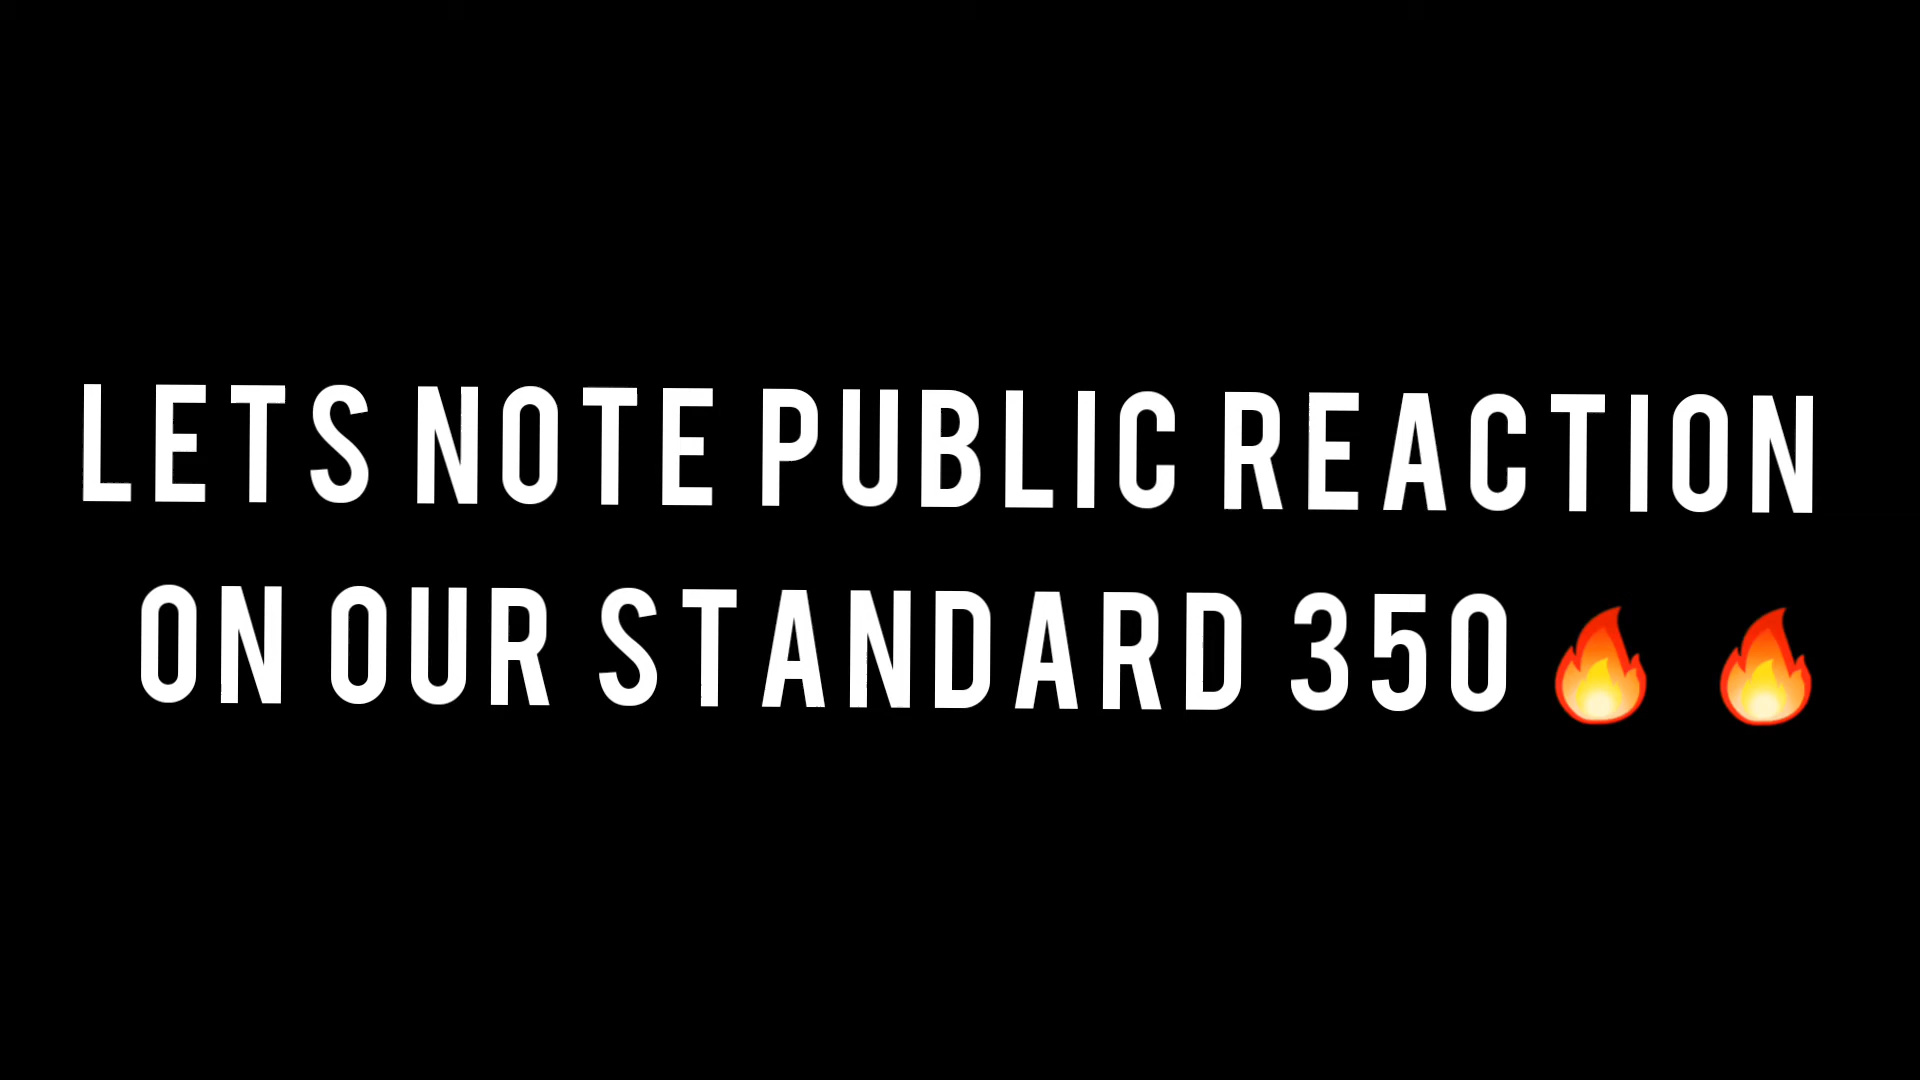 LETS NOTE PUBLIC REACTION
ON OUR STANDARD 350🔥 🔥